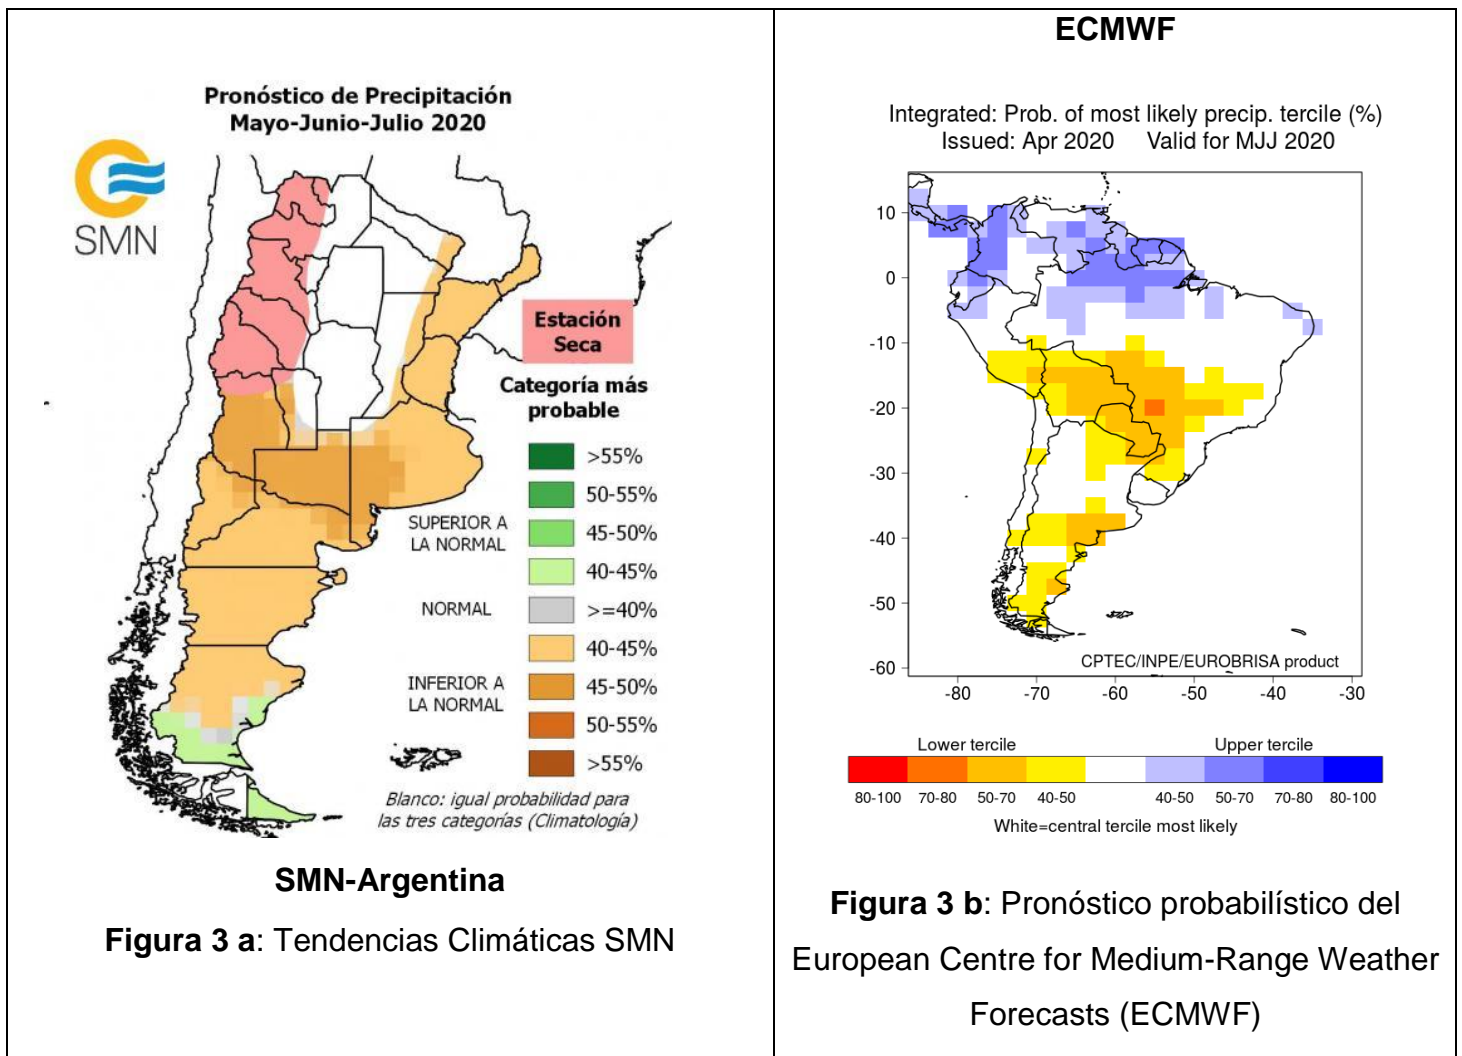 Pronóstico de Precipitación
Mayo-Junio-Julio 2020
SMN
Estación
Seca
Categoría más
probable
>55%
50-55%
SUPERIOR A
LA NORMAL
45-50%
40-45%
NORMAL
>=40%
40-45%
INFERIOR A
LA NORMAL
45-50%
50-55%
>55%
Blanco: igual probabilidad para
las tres categorías (Climatología)
SMN-Argentina
Figura 3 a: Tendencias Climáticas SMN
ECMWF
Integrated: Prob. of most likely precip. tercile (%)
Issued: Apr 2020 Valid for MJJ 2020
10
0
-10
-20
-30
-40
-50
-60
CPTEC/INPE/EUROBRISA product
-80 -70 -60 -50 -40 -30
Lower tercile Upper tercile
80-100 70-80 50-70 40-50 40-50 50-70 70-80 80-100
White=central tercile most likely
Figura 3 b: Pronóstico probabilístico del
European Centre for Medium-Range Weather
Forecasts (ECMWF)